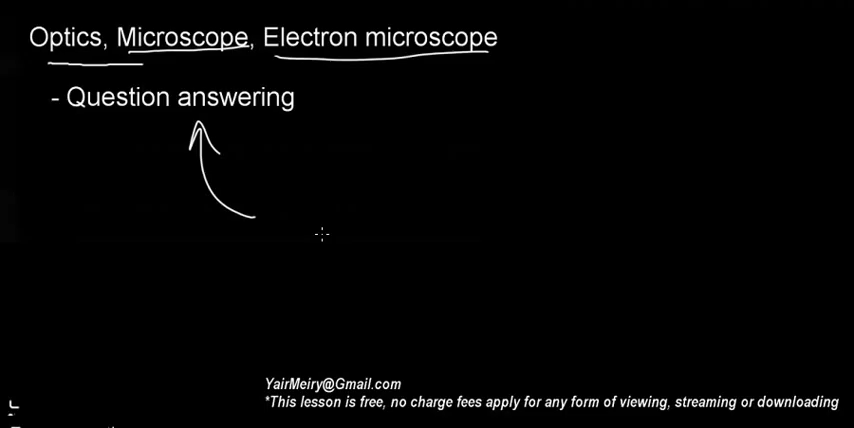 Optics, Microscope, Electron microscope
- Question answering
YairMeiry@Gmail.com
*This lesson is free, no charge fees apply for any form of viewing, streaming or downloading